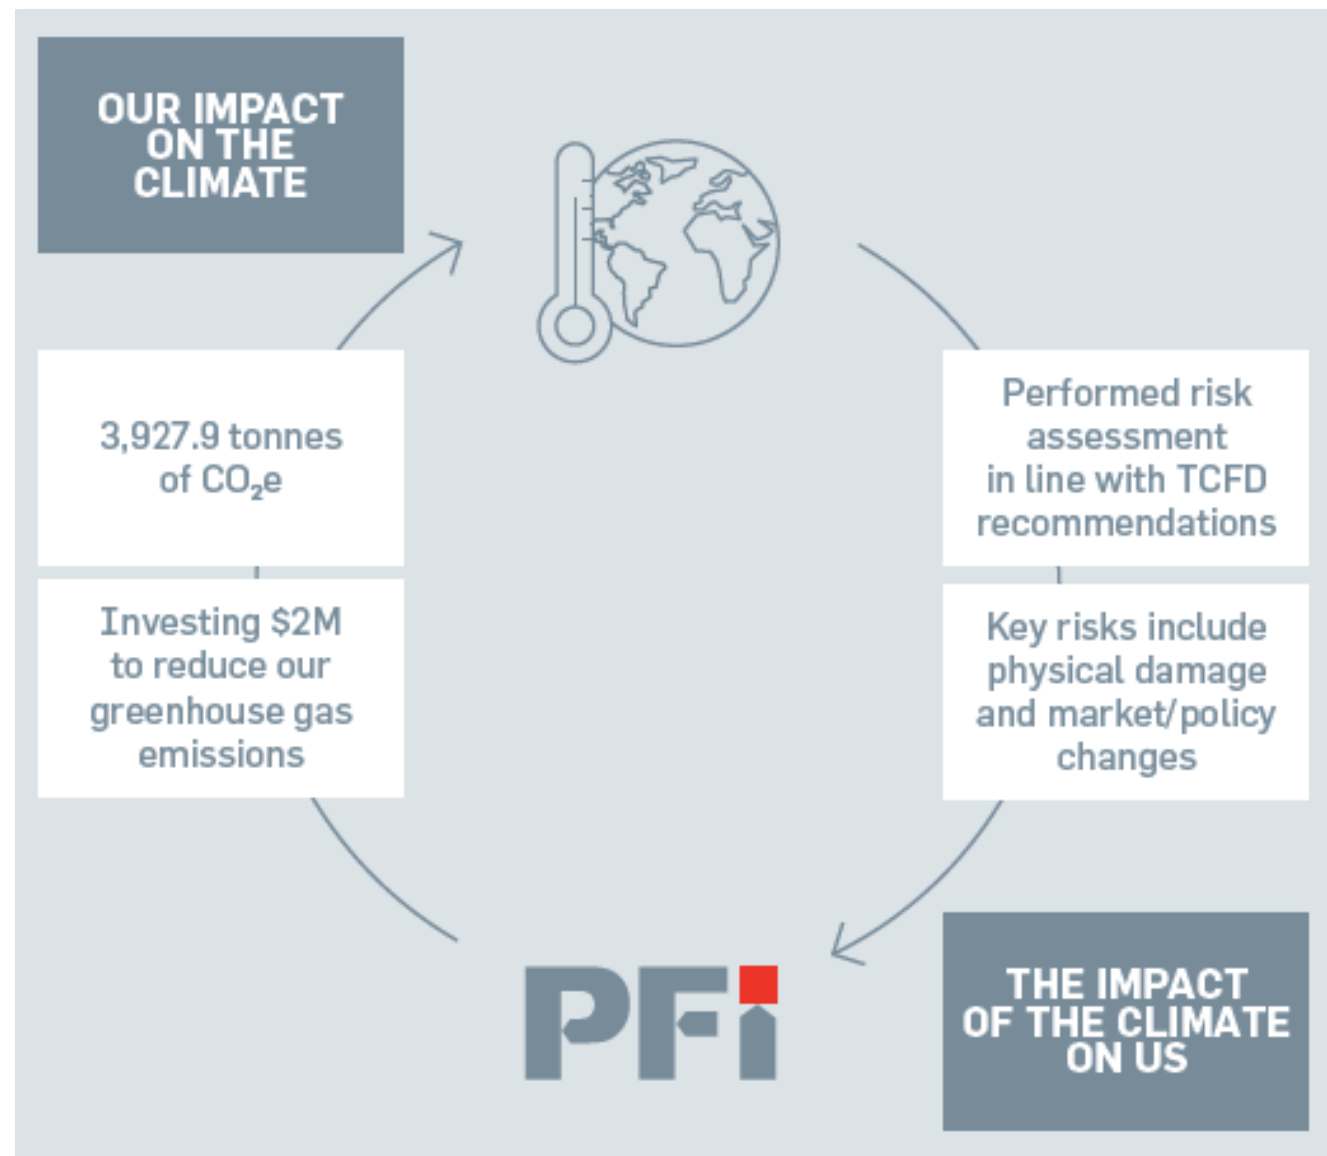 OUR IMPACT
ON THE
CLIMATE
3,927.9 tonnes
of CO₂e
Investing $2M
to reduce our
greenhouse gas
emissions
Performed risk
assessment
in line with TCFD
recommendations
Key risks include
physical damage
and market/policy
changes
PFi
THE IMPACT
OF THE CLIMATE
ON US